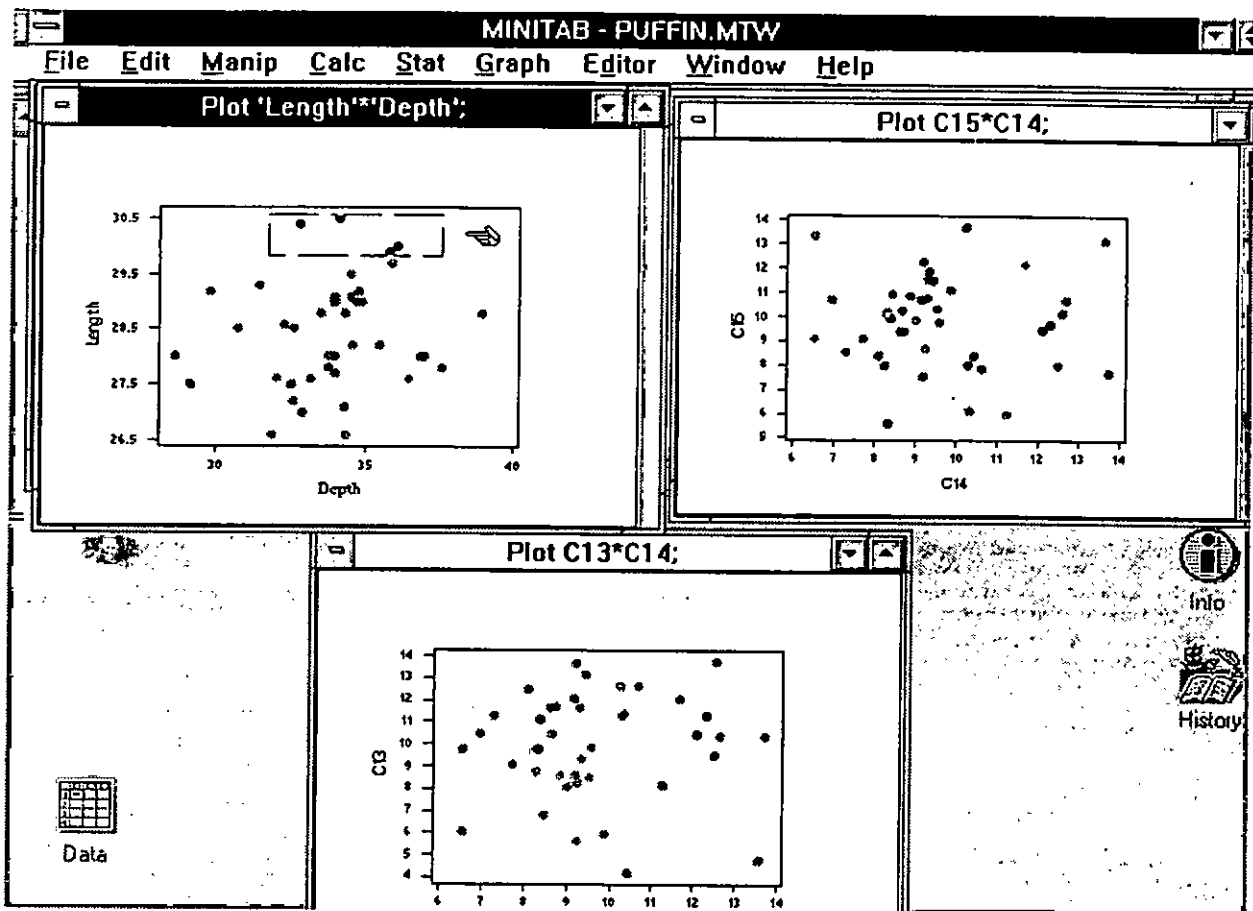 MINITAB - PUFFIN.MTW
File Edit Manip Calc Stat Graph Editor Window Help
Plot 'Length'*'Depth';
30.5
29.5
28.5
27.5
26.5
Length
30 35 40
Depth
Plot C15*C14;
14
13
12
11
10
9
8
7
6
5
C15
6 7 8 9 10 11 12 13 14
C14
Plot C13*C14;
14
13
12
11
10
9
8
7
6
5
4
C13
6 7 8 9 10 11 12 13 14
Info
History
Data